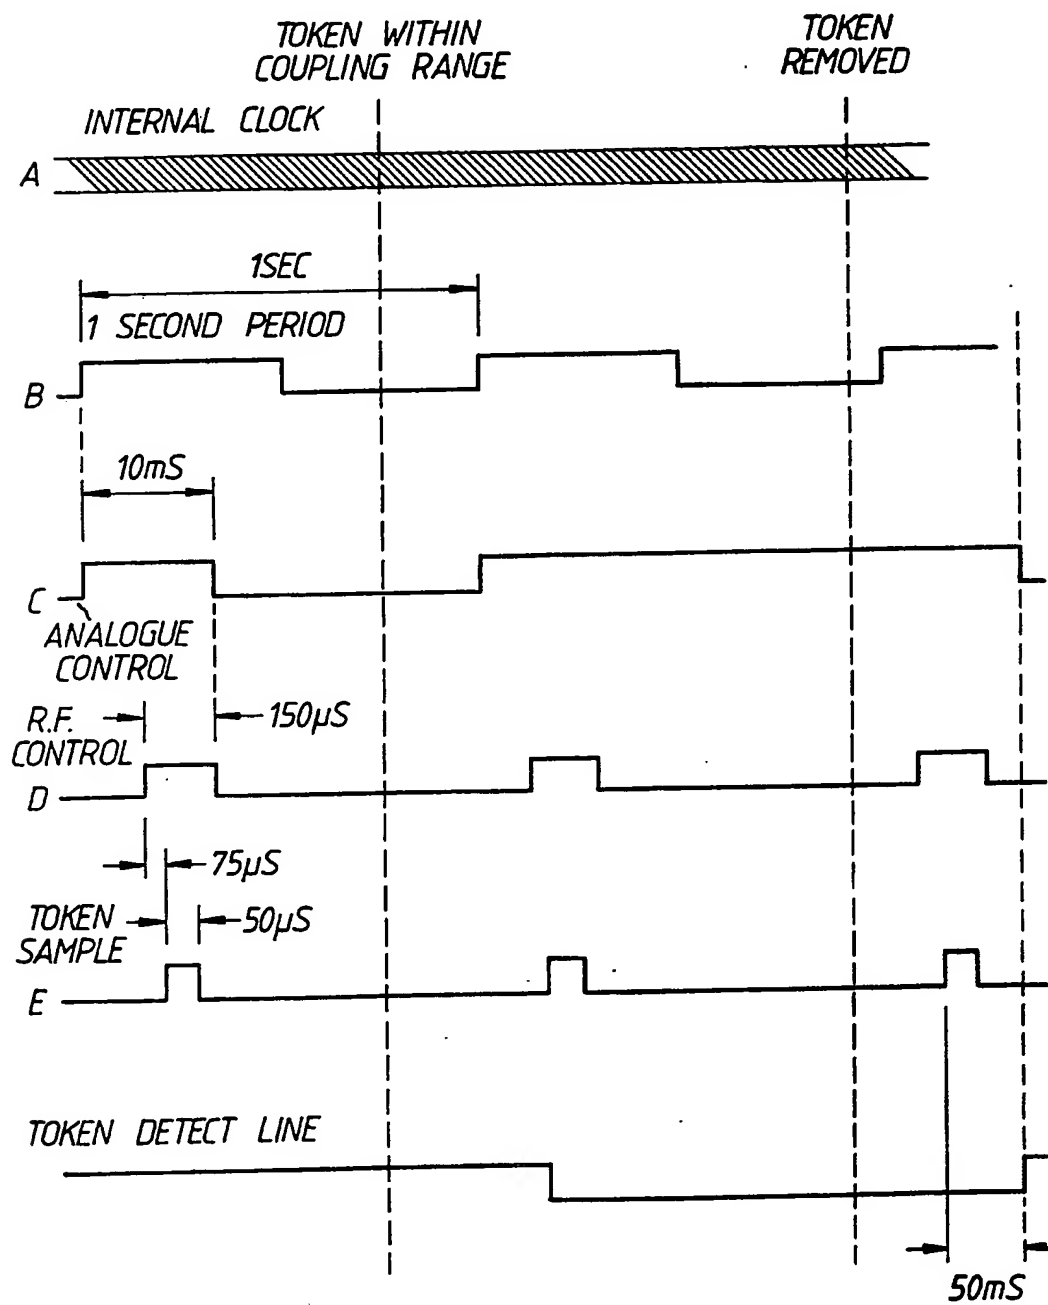 TOKEN WITHIN
COUPLING RANGE
TOKEN
REMOVED
INTERNAL CLOCK
A
1SEC
1 SECOND PERIOD
B
10mS
C
ANALOGUE
CONTROL
R.F.
CONTROL
150µS
D
75µS
TOKEN
SAMPLE
50µS
E
TOKEN DETECT LINE
50mS